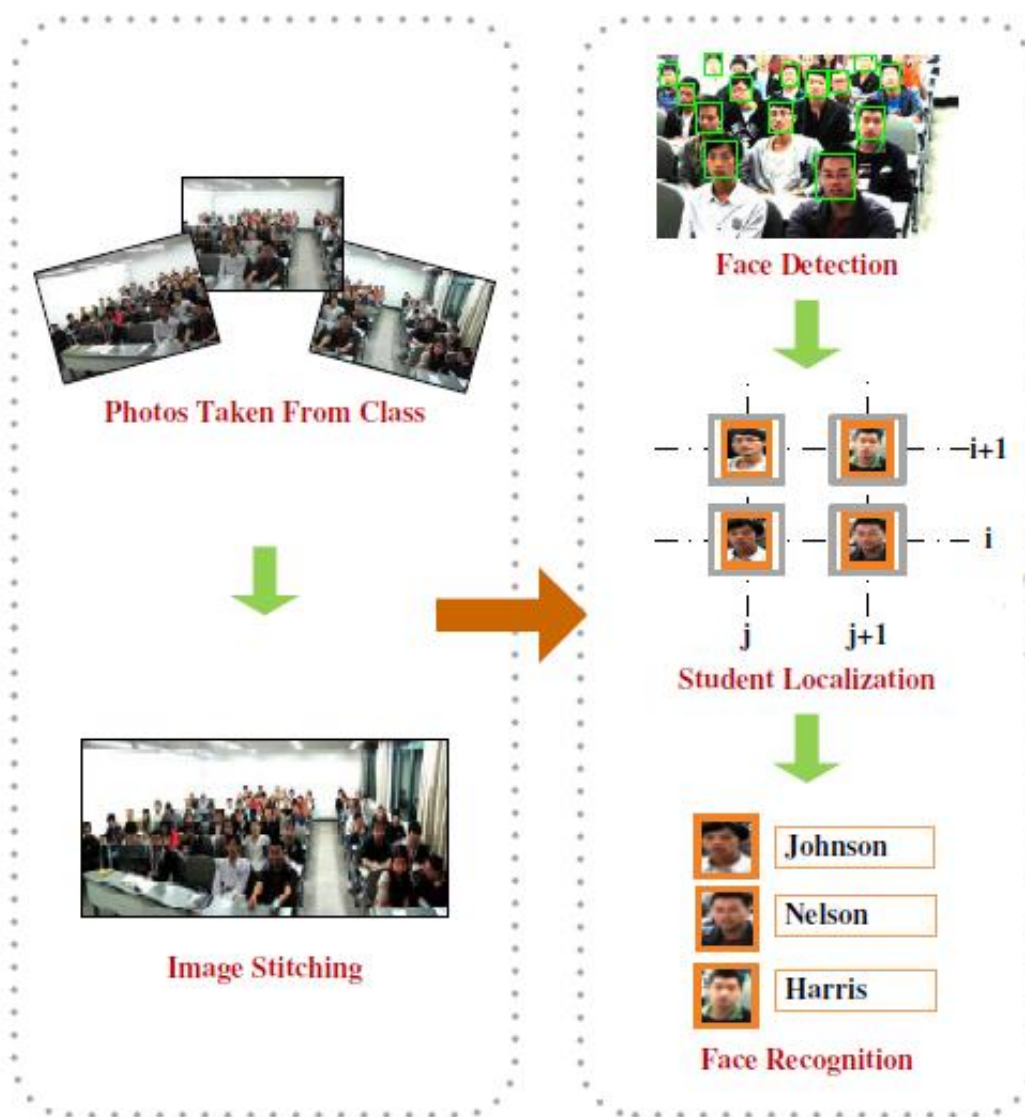 Photos Taken From Class
Image Stitching
Face Detection
i+1
i
j
j+1
Student Localization
Johnson
Nelson
Harris
Face Recognition